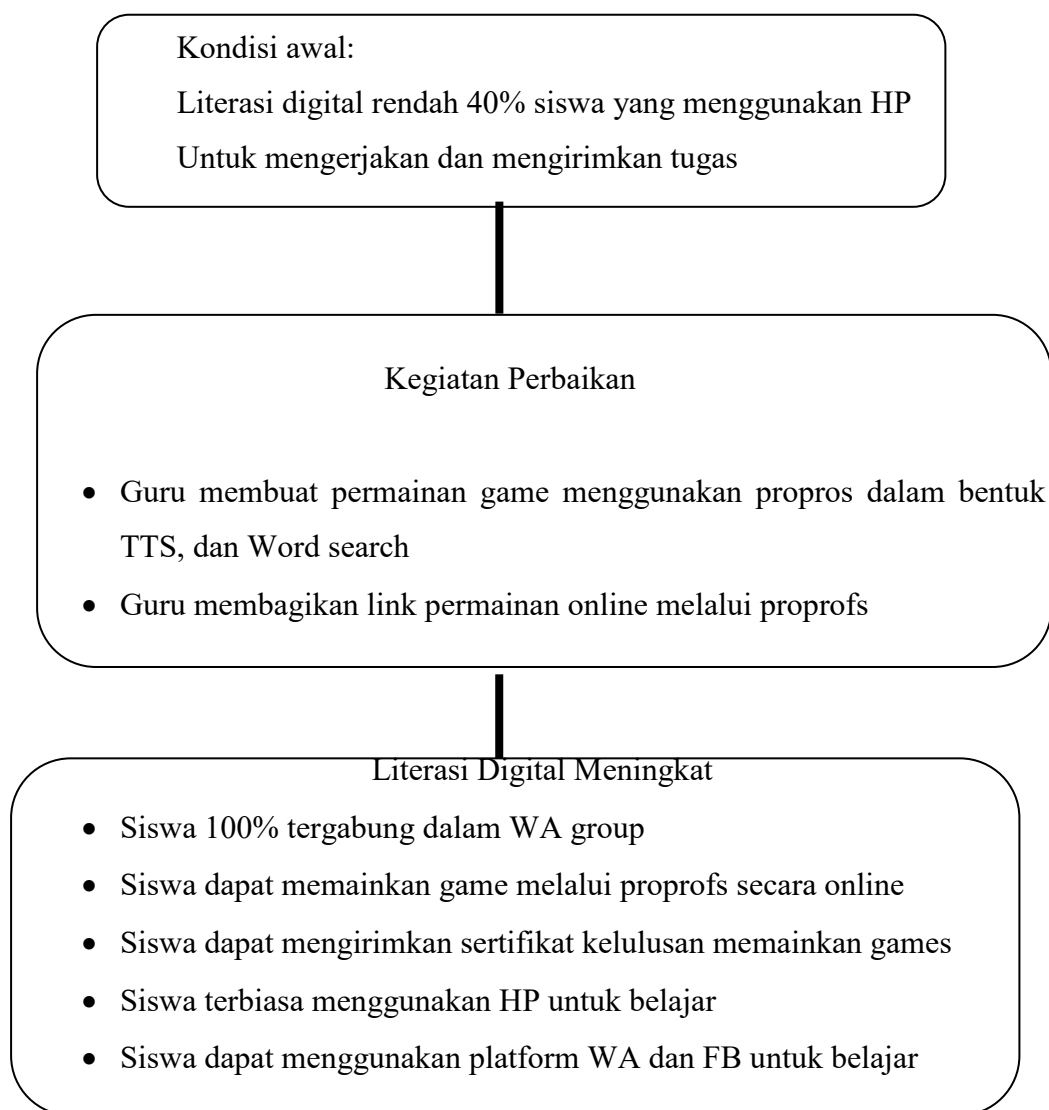 Kondisi awal:
Literasi digital rendah 40% siswa yang menggunakan HP
Untuk mengerjakan dan mengirimkan tugas
Kegiatan Perbaikan
• Guru membuat permainan game menggunakan propros dalam bentuk
TTS, dan Word search
• Guru membagikan link permainan online melalui proprofs
Literasi Digital Meningkat
• Siswa 100% tergabung dalam WA group
• Siswa dapat memainkan game melalui proprofs secara online
• Siswa dapat mengirimkan sertifikat kelulusan memainkan games
• Siswa terbiasa menggunakan HP untuk belajar
• Siswa dapat menggunakan platform WA dan FB untuk belajar